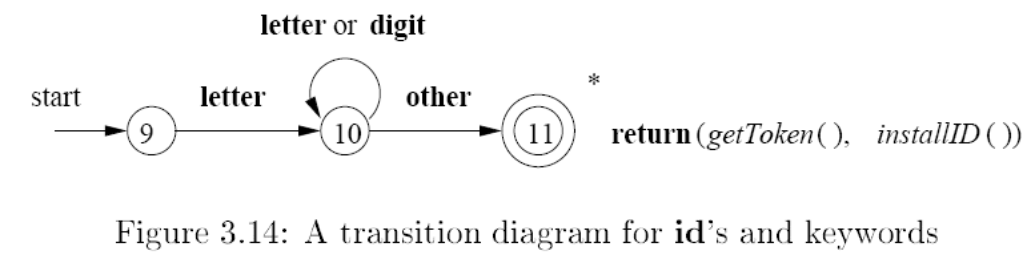 letter or digit
start letter other *
9 10 11 return(getToken(), installID())
Figure 3.14: A transition diagram for id's and keywords